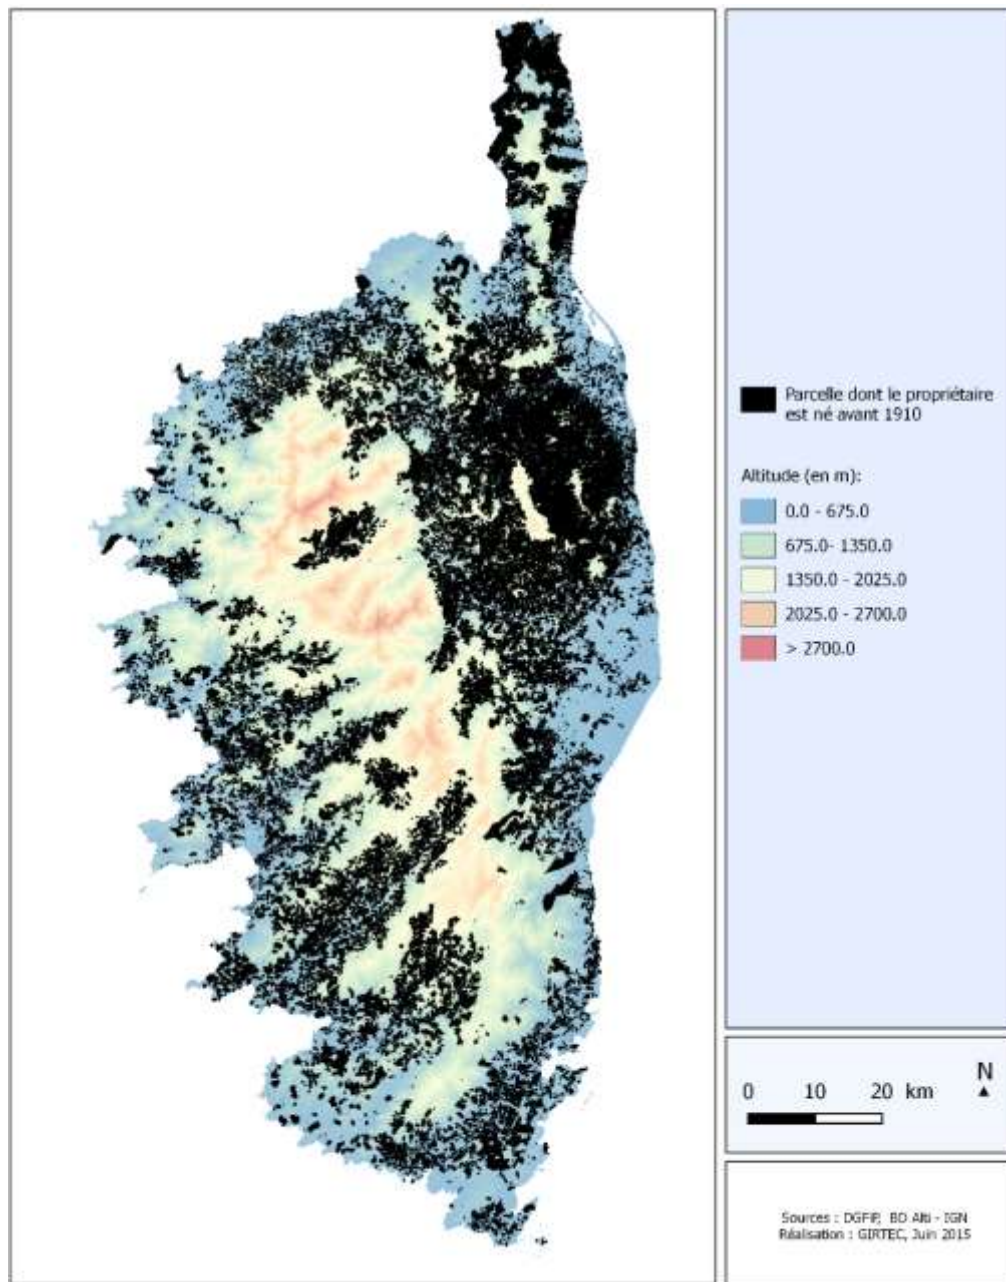 Parcelle dont le propriétaire
est né avant 1910
Altitude (en m):
0.0 - 675.0
675.0- 1350.0
1350.0 - 2025.0
2025.0 - 2700.0
> 2700.0
0 10 20 km
N
Sources : DGFiP, BD Alti - IGN
Réalisation : GIRTEC, Juin 2015